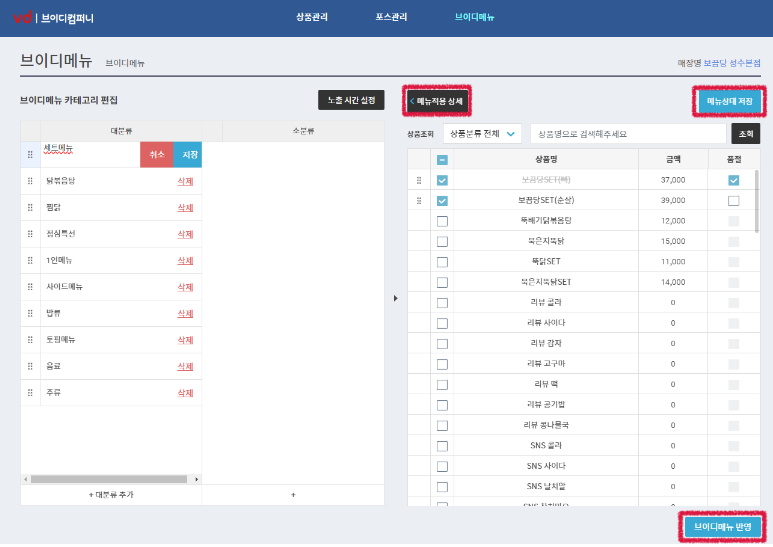 vd | 브이디컴퍼니
상품관리
포스관리
브이디메뉴
브이디메뉴 브이디메뉴
매장명 보끔당 성수본점
브이디메뉴 카테고리 편집
노출 시간 설정
메뉴적용 상세
메뉴상태 저장
상품조회
상품분류 전체
상품명으로 검색해주세요
조회
대분류 소분류
세트메뉴 취소 저장
닭볶음탕 삭제
찜닭 삭제
점심특선 삭제
1인메뉴 삭제
사이드메뉴 삭제
밥류 삭제
토핑메뉴 삭제
음료 삭제
주류 삭제
+ 대분류 추가
+
상품명 금액 품절
보끔당SET(뼈) 37,000
보끔당SET(순살) 39,000
뚝배기닭볶음탕 12,000
묵은지뚝닭 15,000
뚝닭SET 11,000
묵은지뚝닭SET 14,000
리뷰 콜라 0
리뷰 사이다 0
리뷰 감자 0
리뷰 고구마 0
리뷰 떡 0
리뷰 공기밥 0
리뷰 콩나물국 0
SNS 콜라 0
SNS 사이다 0
SNS 날치알 0
브이디메뉴 반영